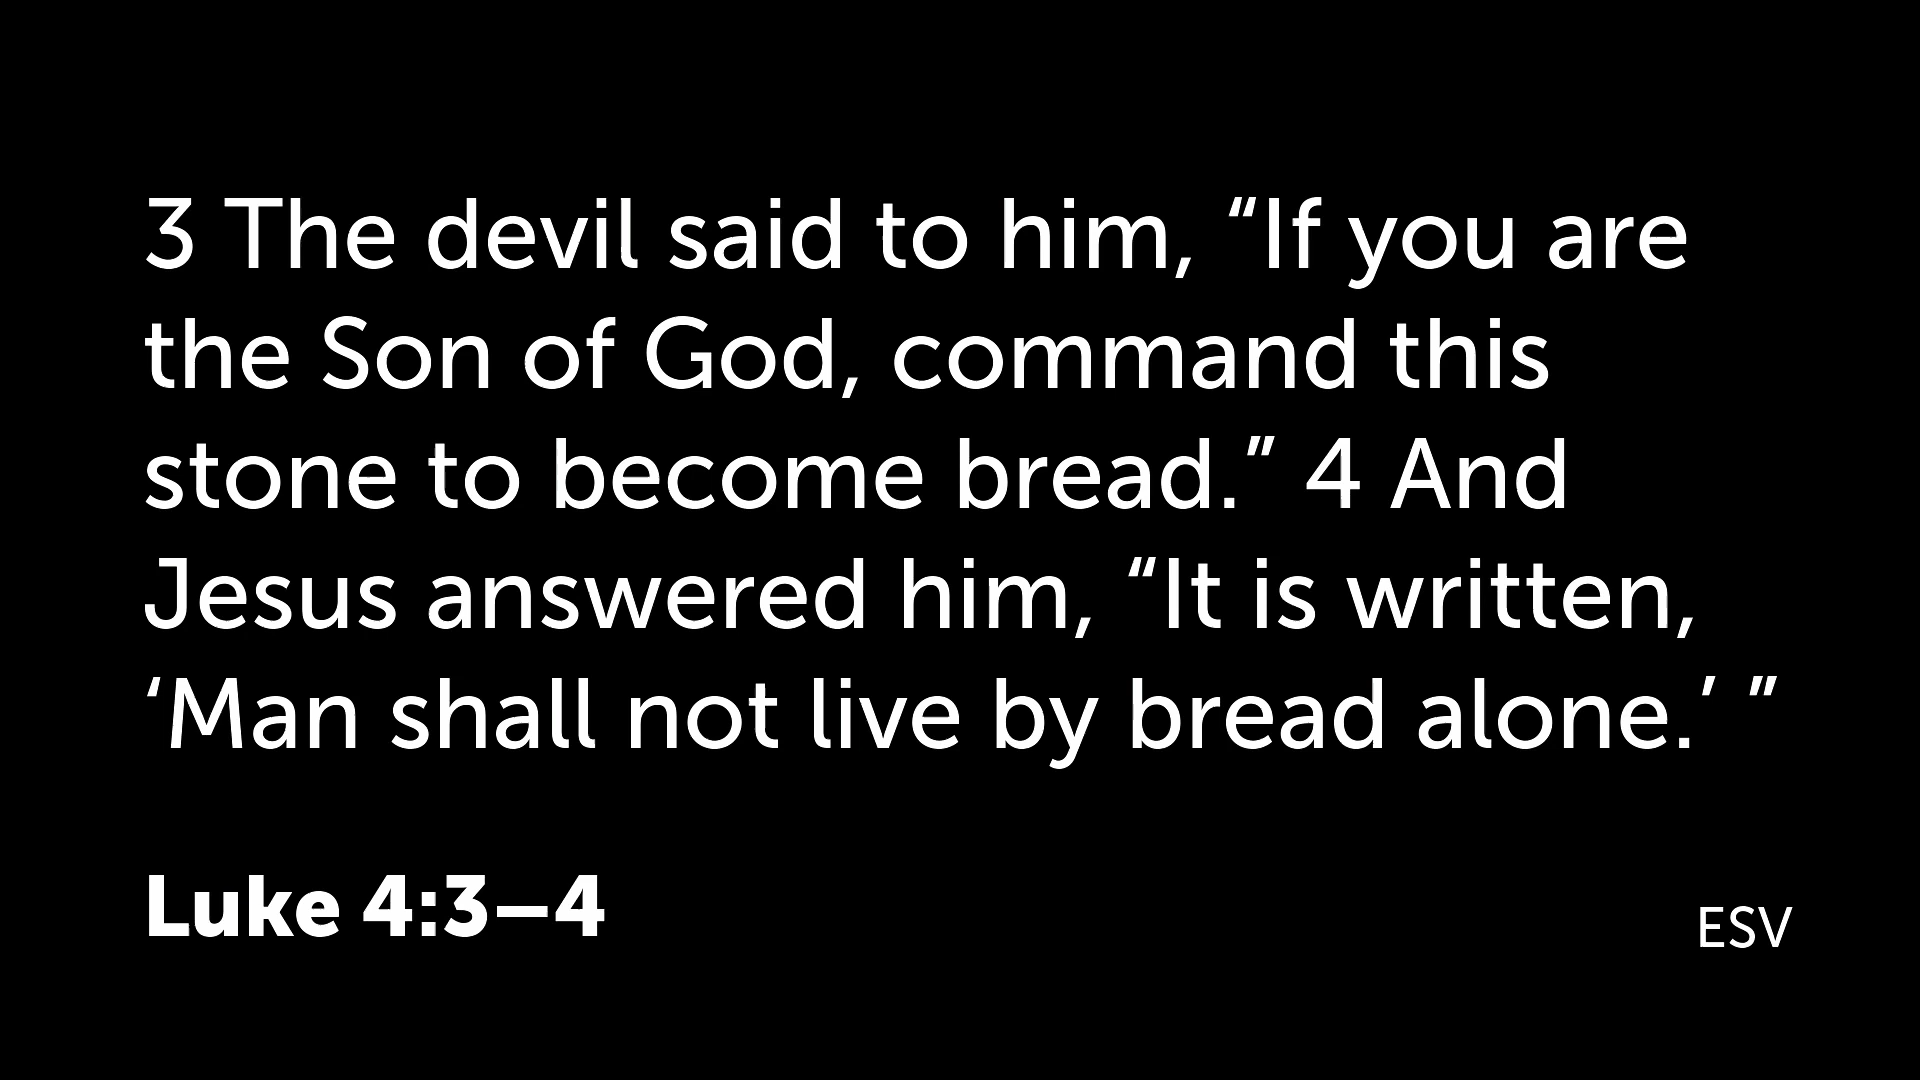 3 The devil said to him, “If you are
the Son of God, command this
stone to become bread.” 4 And
Jesus answered him, “It is written,
‘Man shall not live by bread alone.’ ”
Luke 4:3–4
ESV